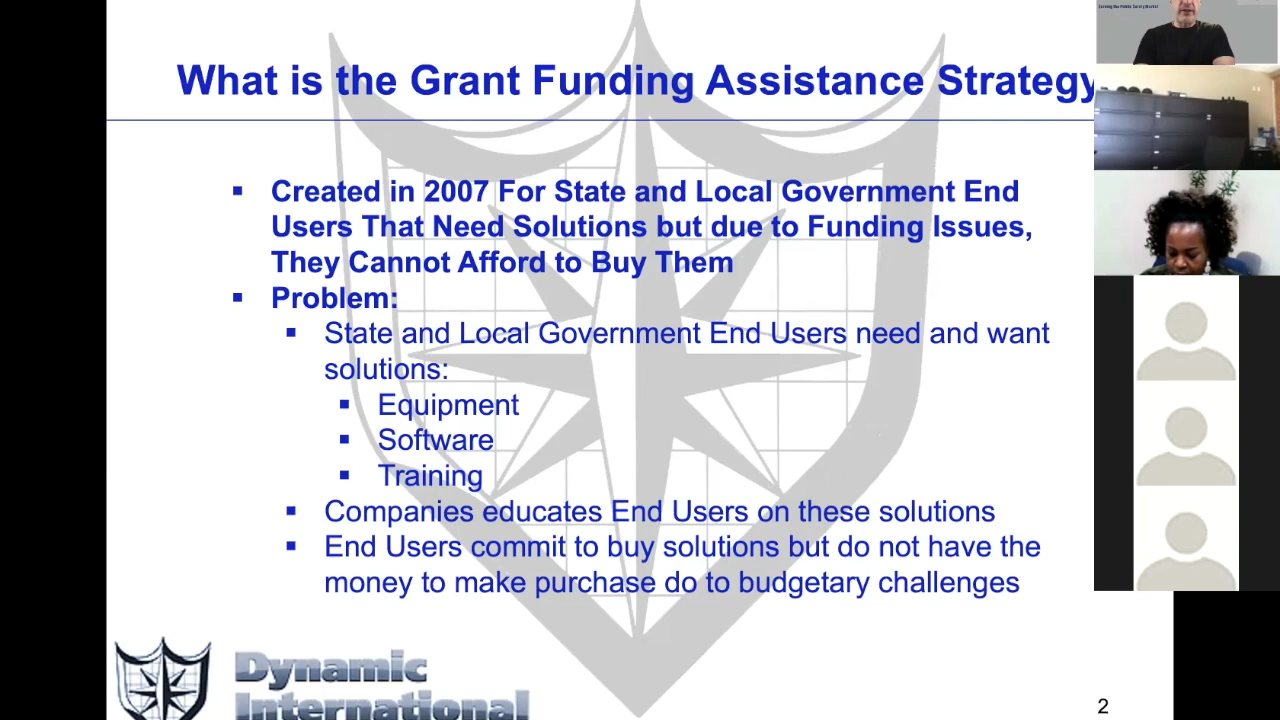 What is the Grant Funding Assistance Strategy
▪ Created in 2007 For State and Local Government End
Users That Need Solutions but due to Funding Issues,
They Cannot Afford to Buy Them
▪ Problem:
▪ State and Local Government End Users need and want
solutions:
▪ Equipment
▪ Software
▪ Training
▪ Companies educates End Users on these solutions
▪ End Users commit to buy solutions but do not have the
money to make purchase do to budgetary challenges
Dynamic
International
2